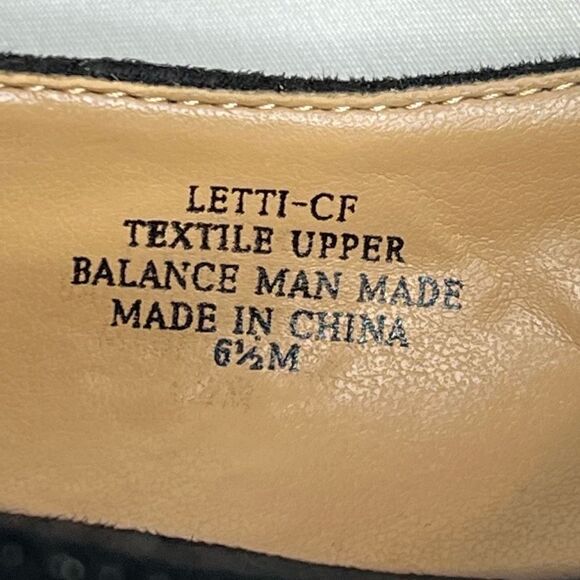 LETTI-CF
TEXTILE UPPER
BALANCE MAN MADE
MADE IN CHINA
6½M